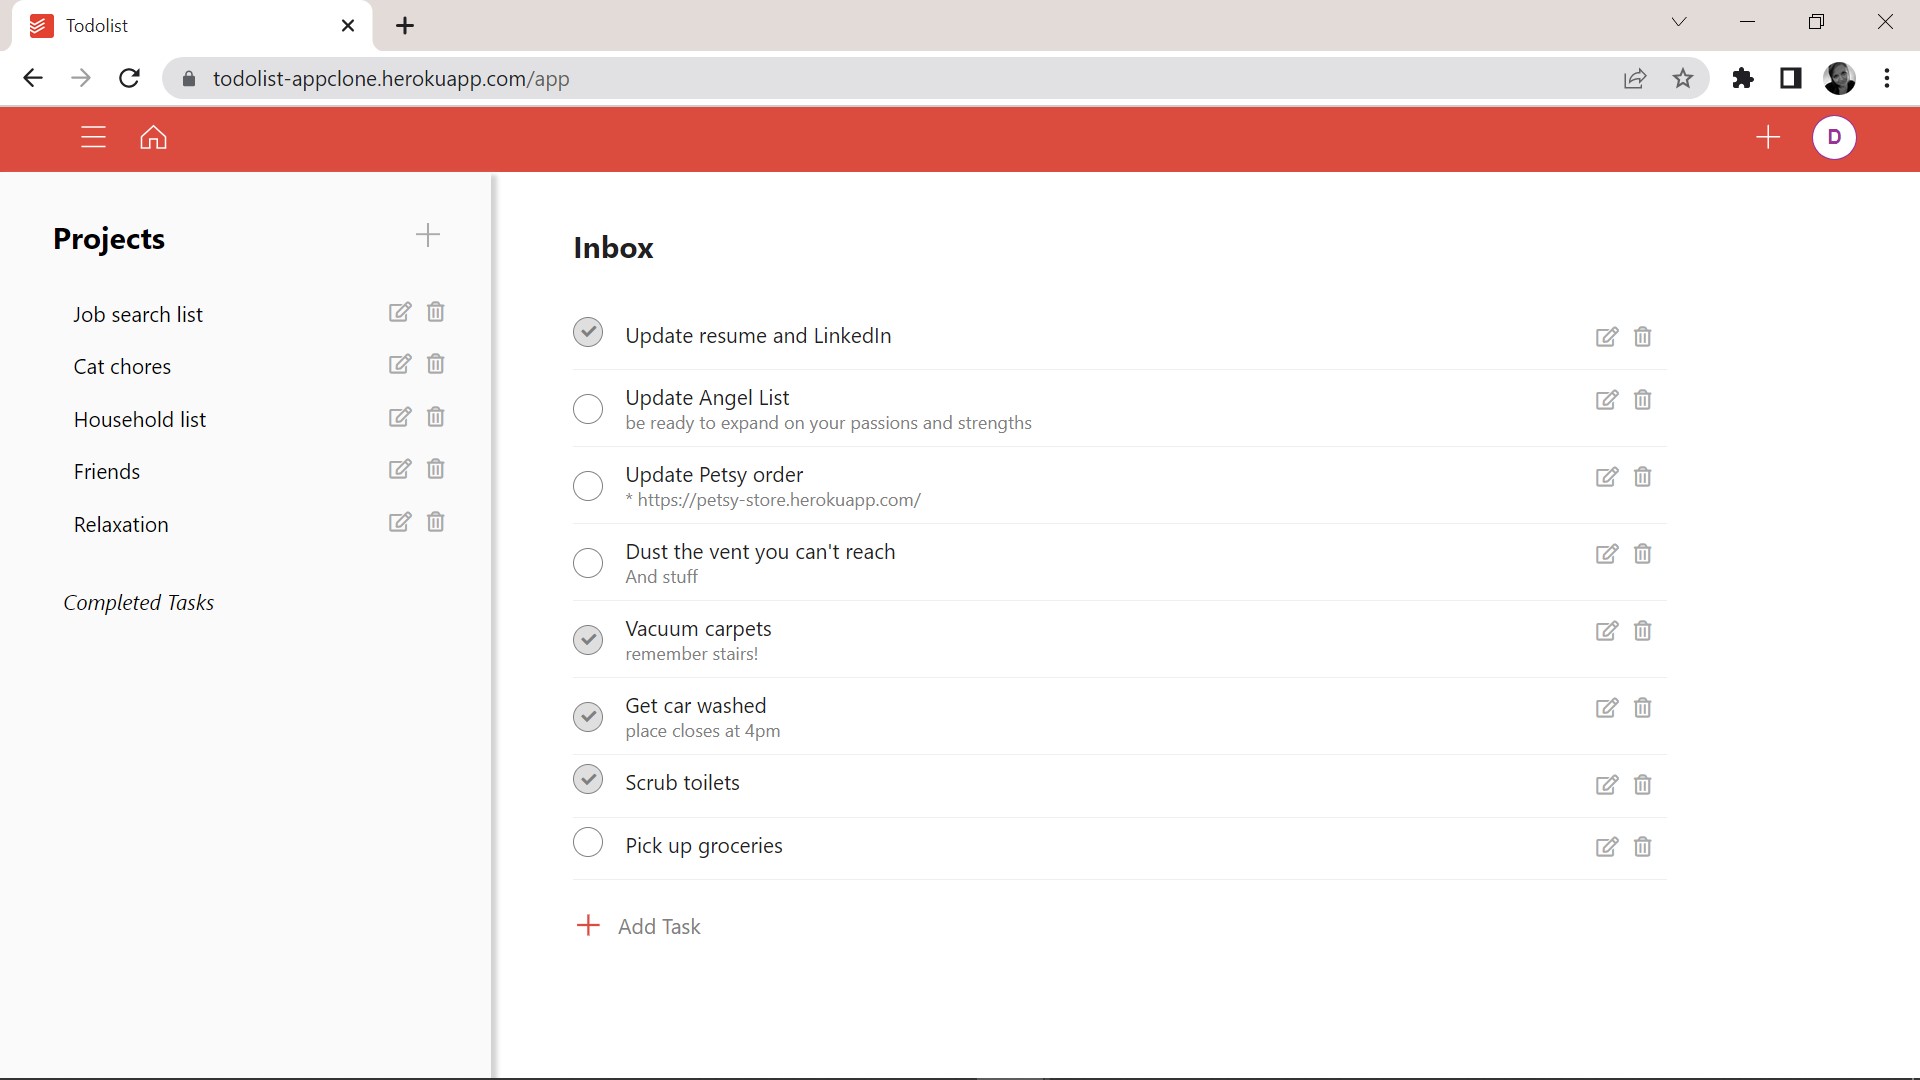 Todolist
todolist-appclone.herokuapp.com/app
D
Projects
Job search list
Cat chores
Household list
Friends
Relaxation
Completed Tasks
Inbox
Update resume and LinkedIn
Update Angel List
be ready to expand on your passions and strengths
Update Petsy order
* https://petsy-store.herokuapp.com/
Dust the vent you can't reach
And stuff
Vacuum carpets
remember stairs!
Get car washed
place closes at 4pm
Scrub toilets
Pick up groceries
Add Task